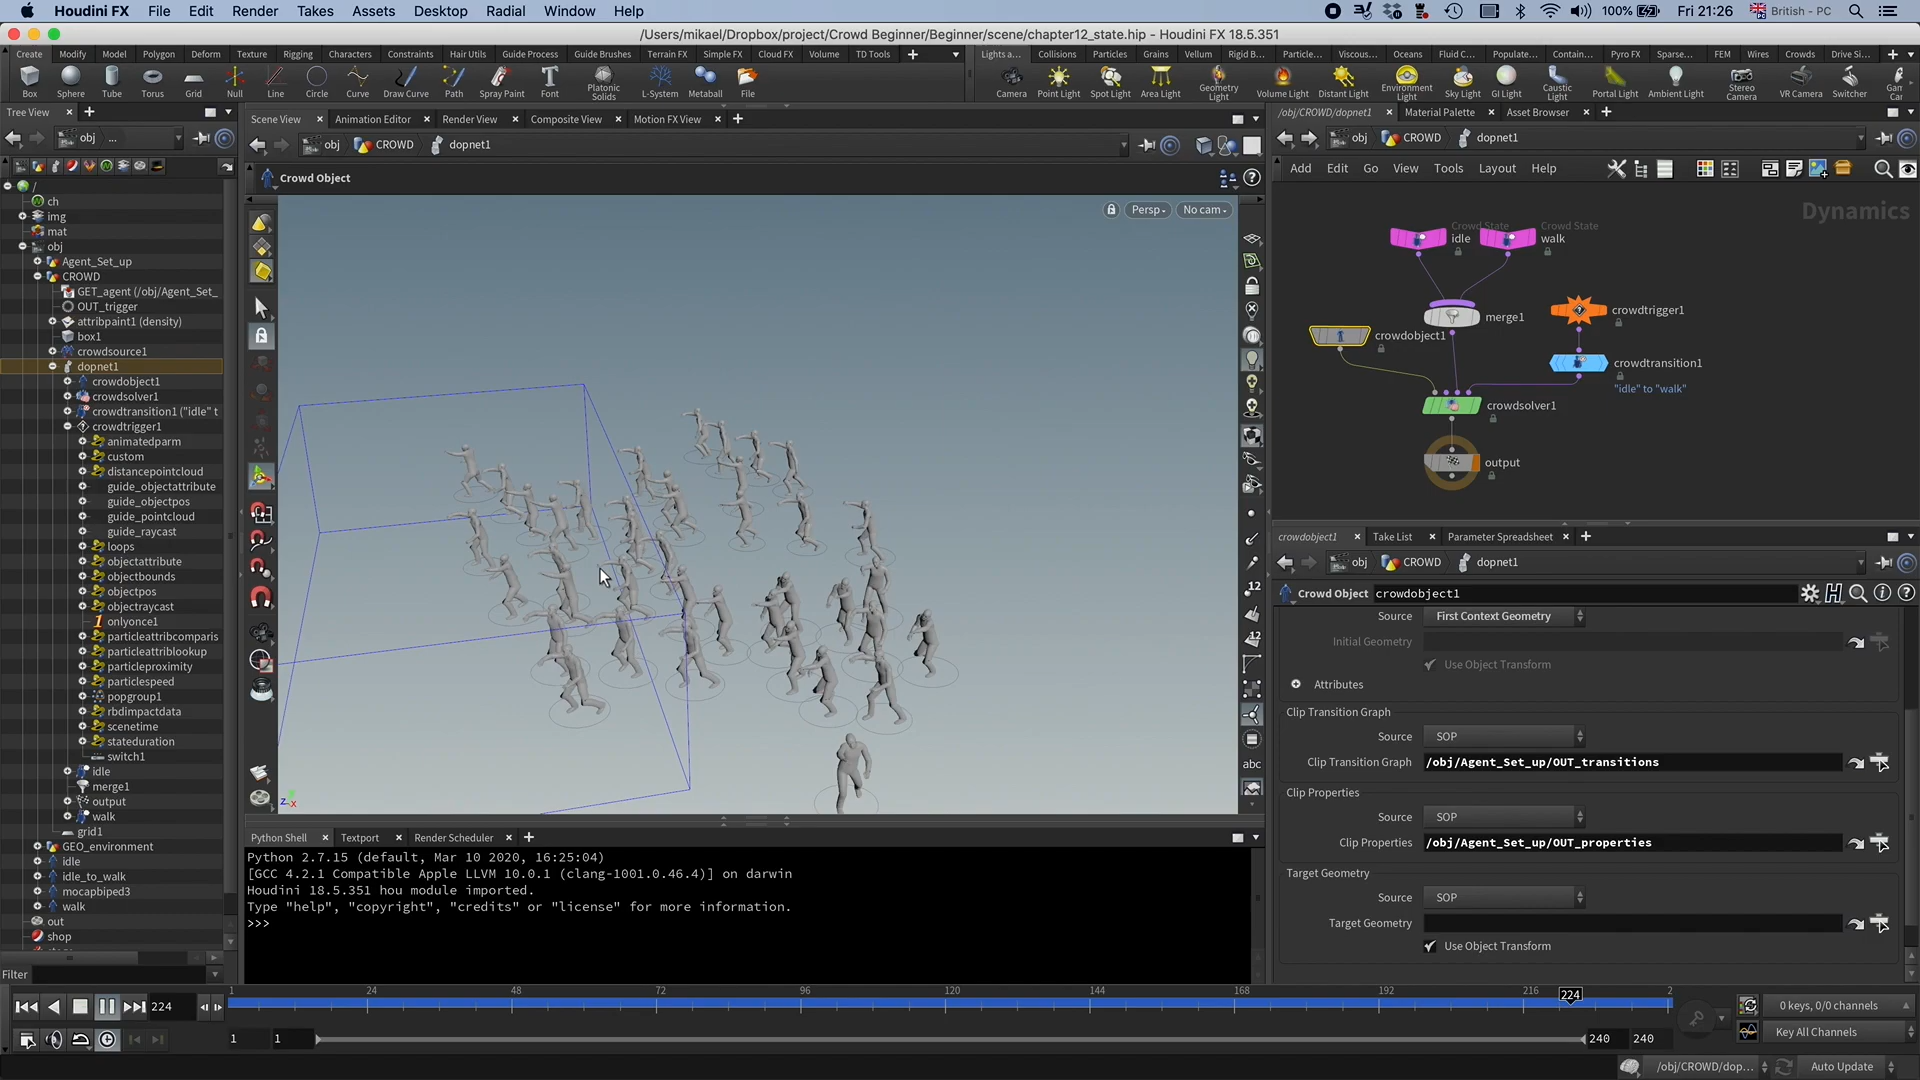 Houdini FX File Edit Render Takes Assets Desktop Radial Window Help 100% Fri 21:26 British - PC
/Users/mikael/Dropbox/project/Crowd Beginner/Beginner/scene/chapter12_state.hip - Houdini FX 18.5.351
Create Modify Model Polygon Deform Texture Rigging Characters Constraints Hair Utils Guide Process Guide Brushes Terrain FX Simple FX Cloud FX Volume TD Tools Lights a... Collisions Particles Grains Vellum Rigid B... Particle... Viscous... Oceans Fluid C... Populate... Contain... Pyro FX Sparse... FEM Wires Crowds Drive Si...
Box Sphere Tube Torus Grid Null Line Circle Curve Draw Curve Path Spray Paint Font Platonic Solids L-System Metaball File Camera Point Light Spot Light Area Light Geometry Light Volume Light Distant Light Environment Light Sky Light GI Light Caustic Light Portal Light Ambient Light Stereo Camera VR Camera Switcher
Tree View Scene View Animation Editor Render View Composite View Motion FX View /obj/CROWD/dopnet1 Material Palette Asset Browser
obj ... obj CROWD dopnet1 obj CROWD dopnet1
Crowd Object
Add Edit Go View Tools Layout Help
Persp No cam
Dynamics
Crowd State
idle
Crowd State
walk
merge1
crowdobject1
crowdtrigger1
crowdtransition1
"idle" to "walk"
crowdsolver1
output
/
ch
img
mat
obj
Agent_Set_up
CROWD
GET_agent (/obj/Agent_Set_
OUT_trigger
attribpaint1 (density)
box1
crowdsource1
dopnet1
crowdobject1
crowdsolver1
crowdtransition1 ("idle" t
crowdtrigger1
animatedparm
custom
distancepointcloud
guide_objectattribute
guide_objectpos
guide_pointcloud
guide_raycast
loops
objectattribute
objectbounds
objectpos
objectraycast
onlyonce1
particleattribcomparis
particleattriblookup
particleproximity
particlespeed
popgroup1
rbdimpactdata
scenetime
stateduration
switch1
idle
merge1
output
walk
grid1
GEO_environment
idle
idle_to_walk
mocapbiped3
walk
out
shop
Filter
12
12
abc
z x
crowdobject1 Take List Parameter Spreadsheet
obj CROWD dopnet1
Crowd Object crowdobject1
Source First Context Geometry
Initial Geometry
Use Object Transform
Attributes
Clip Transition Graph
Source SOP
Clip Transition Graph /obj/Agent_Set_up/OUT_transitions
Clip Properties
Source SOP
Clip Properties /obj/Agent_Set_up/OUT_properties
Target Geometry
Source SOP
Target Geometry
Use Object Transform
Python Shell Textport Render Scheduler
Python 2.7.15 (default, Mar 10 2020, 16:25:04)
[GCC 4.2.1 Compatible Apple LLVM 10.0.1 (clang-1001.0.46.4)] on darwin
Houdini 18.5.351 hou module imported.
Type "help", "copyright", "credits" or "license" for more information.
>>>
224 1 24 48 72 96 120 144 168 192 216 224 2
0 keys, 0/0 channels
1 1 240 240 Key All Channels
/obj/CROWD/dop... Auto Update